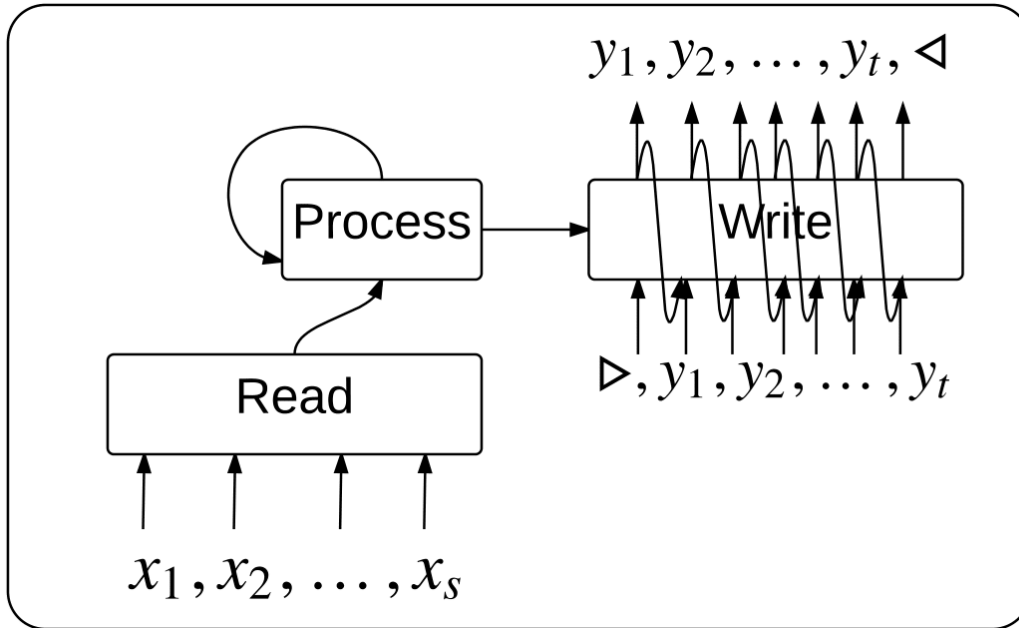 y₁, y₂, …, yₜ, ◁
Process
Write
Read
▷, y₁, y₂, …, yₜ
x₁, x₂, …, xₛ